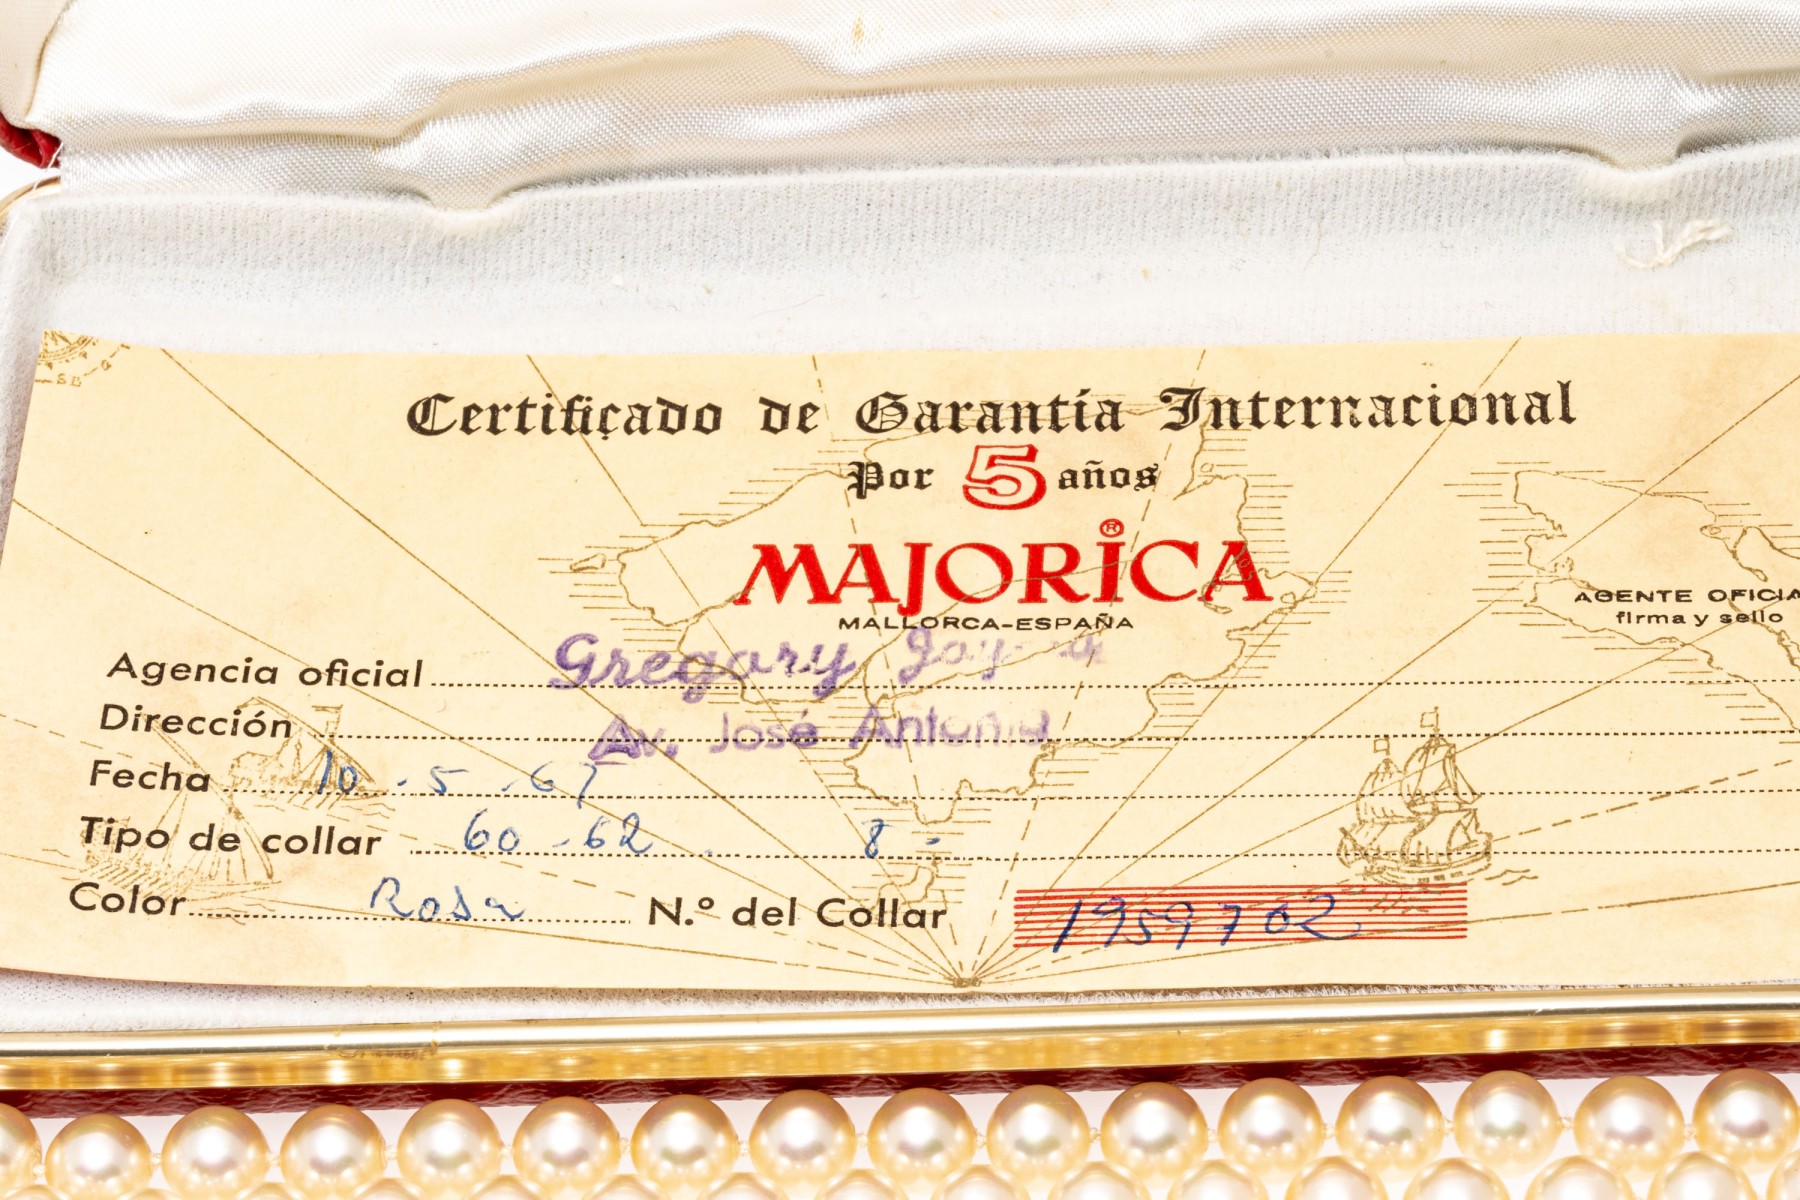 Certificado de Garantía Internacional
Por 5 años
MAJORICA®
MALLORCA-ESPAÑA
AGENTE OFICIA
firma y sello
Agencia oficial Gregory
Dirección Av. José Antonio
Fecha 10-5-67
Tipo de collar 60-62. 8-
Color Rosa N.º del Collar 1959702